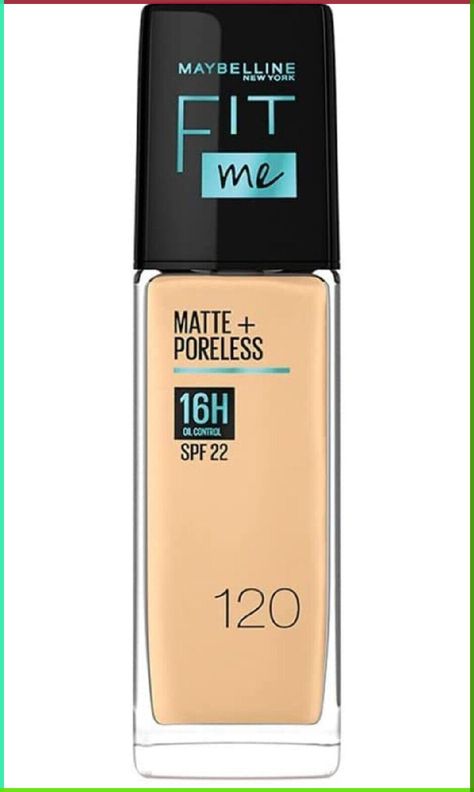 MAYBELLINE
NEW YORK
FIT
me
MATTE +
PORELESS
16H
OIL CONTROL
SPF 22
120